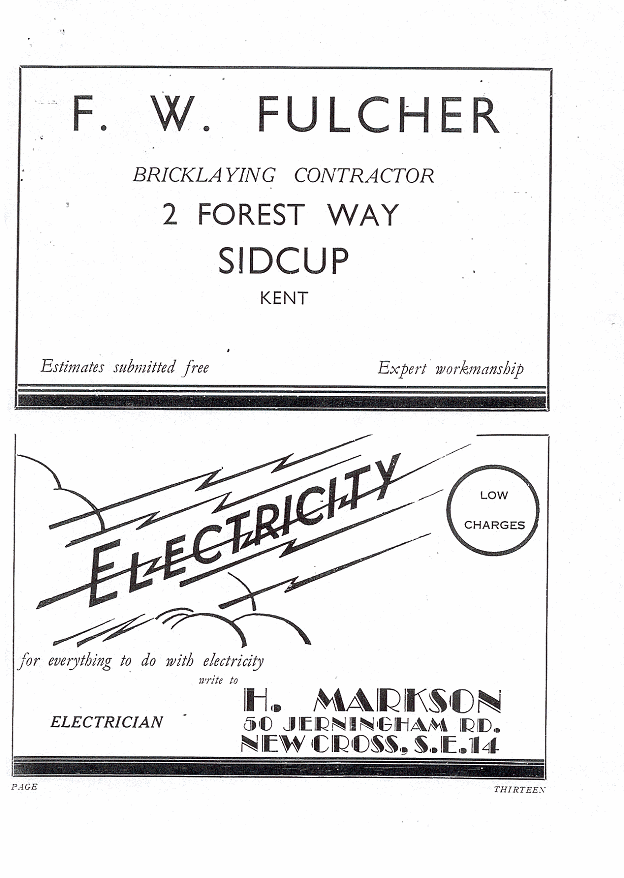 F. W. FULCHER
BRICKLAYING CONTRACTOR
2 FOREST WAY
SIDCUP
KENT
Estimates submitted free Expert workmanship
ELECTRICITY
LOW
CHARGES
for everything to do with electricity
write to
H. MARKSON
ELECTRICIAN
50 JERNINGHAM RD.
NEW CROSS, S.E.14
PAGE THIRTEEN